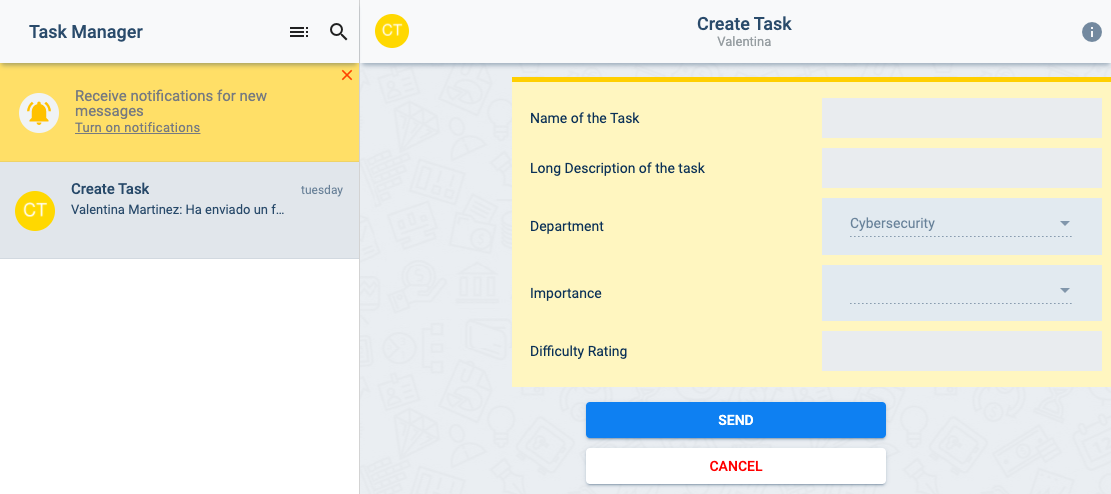 Task Manager
Receive notifications for new
messages
Turn on notifications
CT
Create Task
tuesday
Valentina Martinez: Ha enviado un f...
CT
Create Task
Valentina
i
Name of the Task
Long Description of the task
Department
Cybersecurity
Importance
Difficulty Rating
SEND
CANCEL